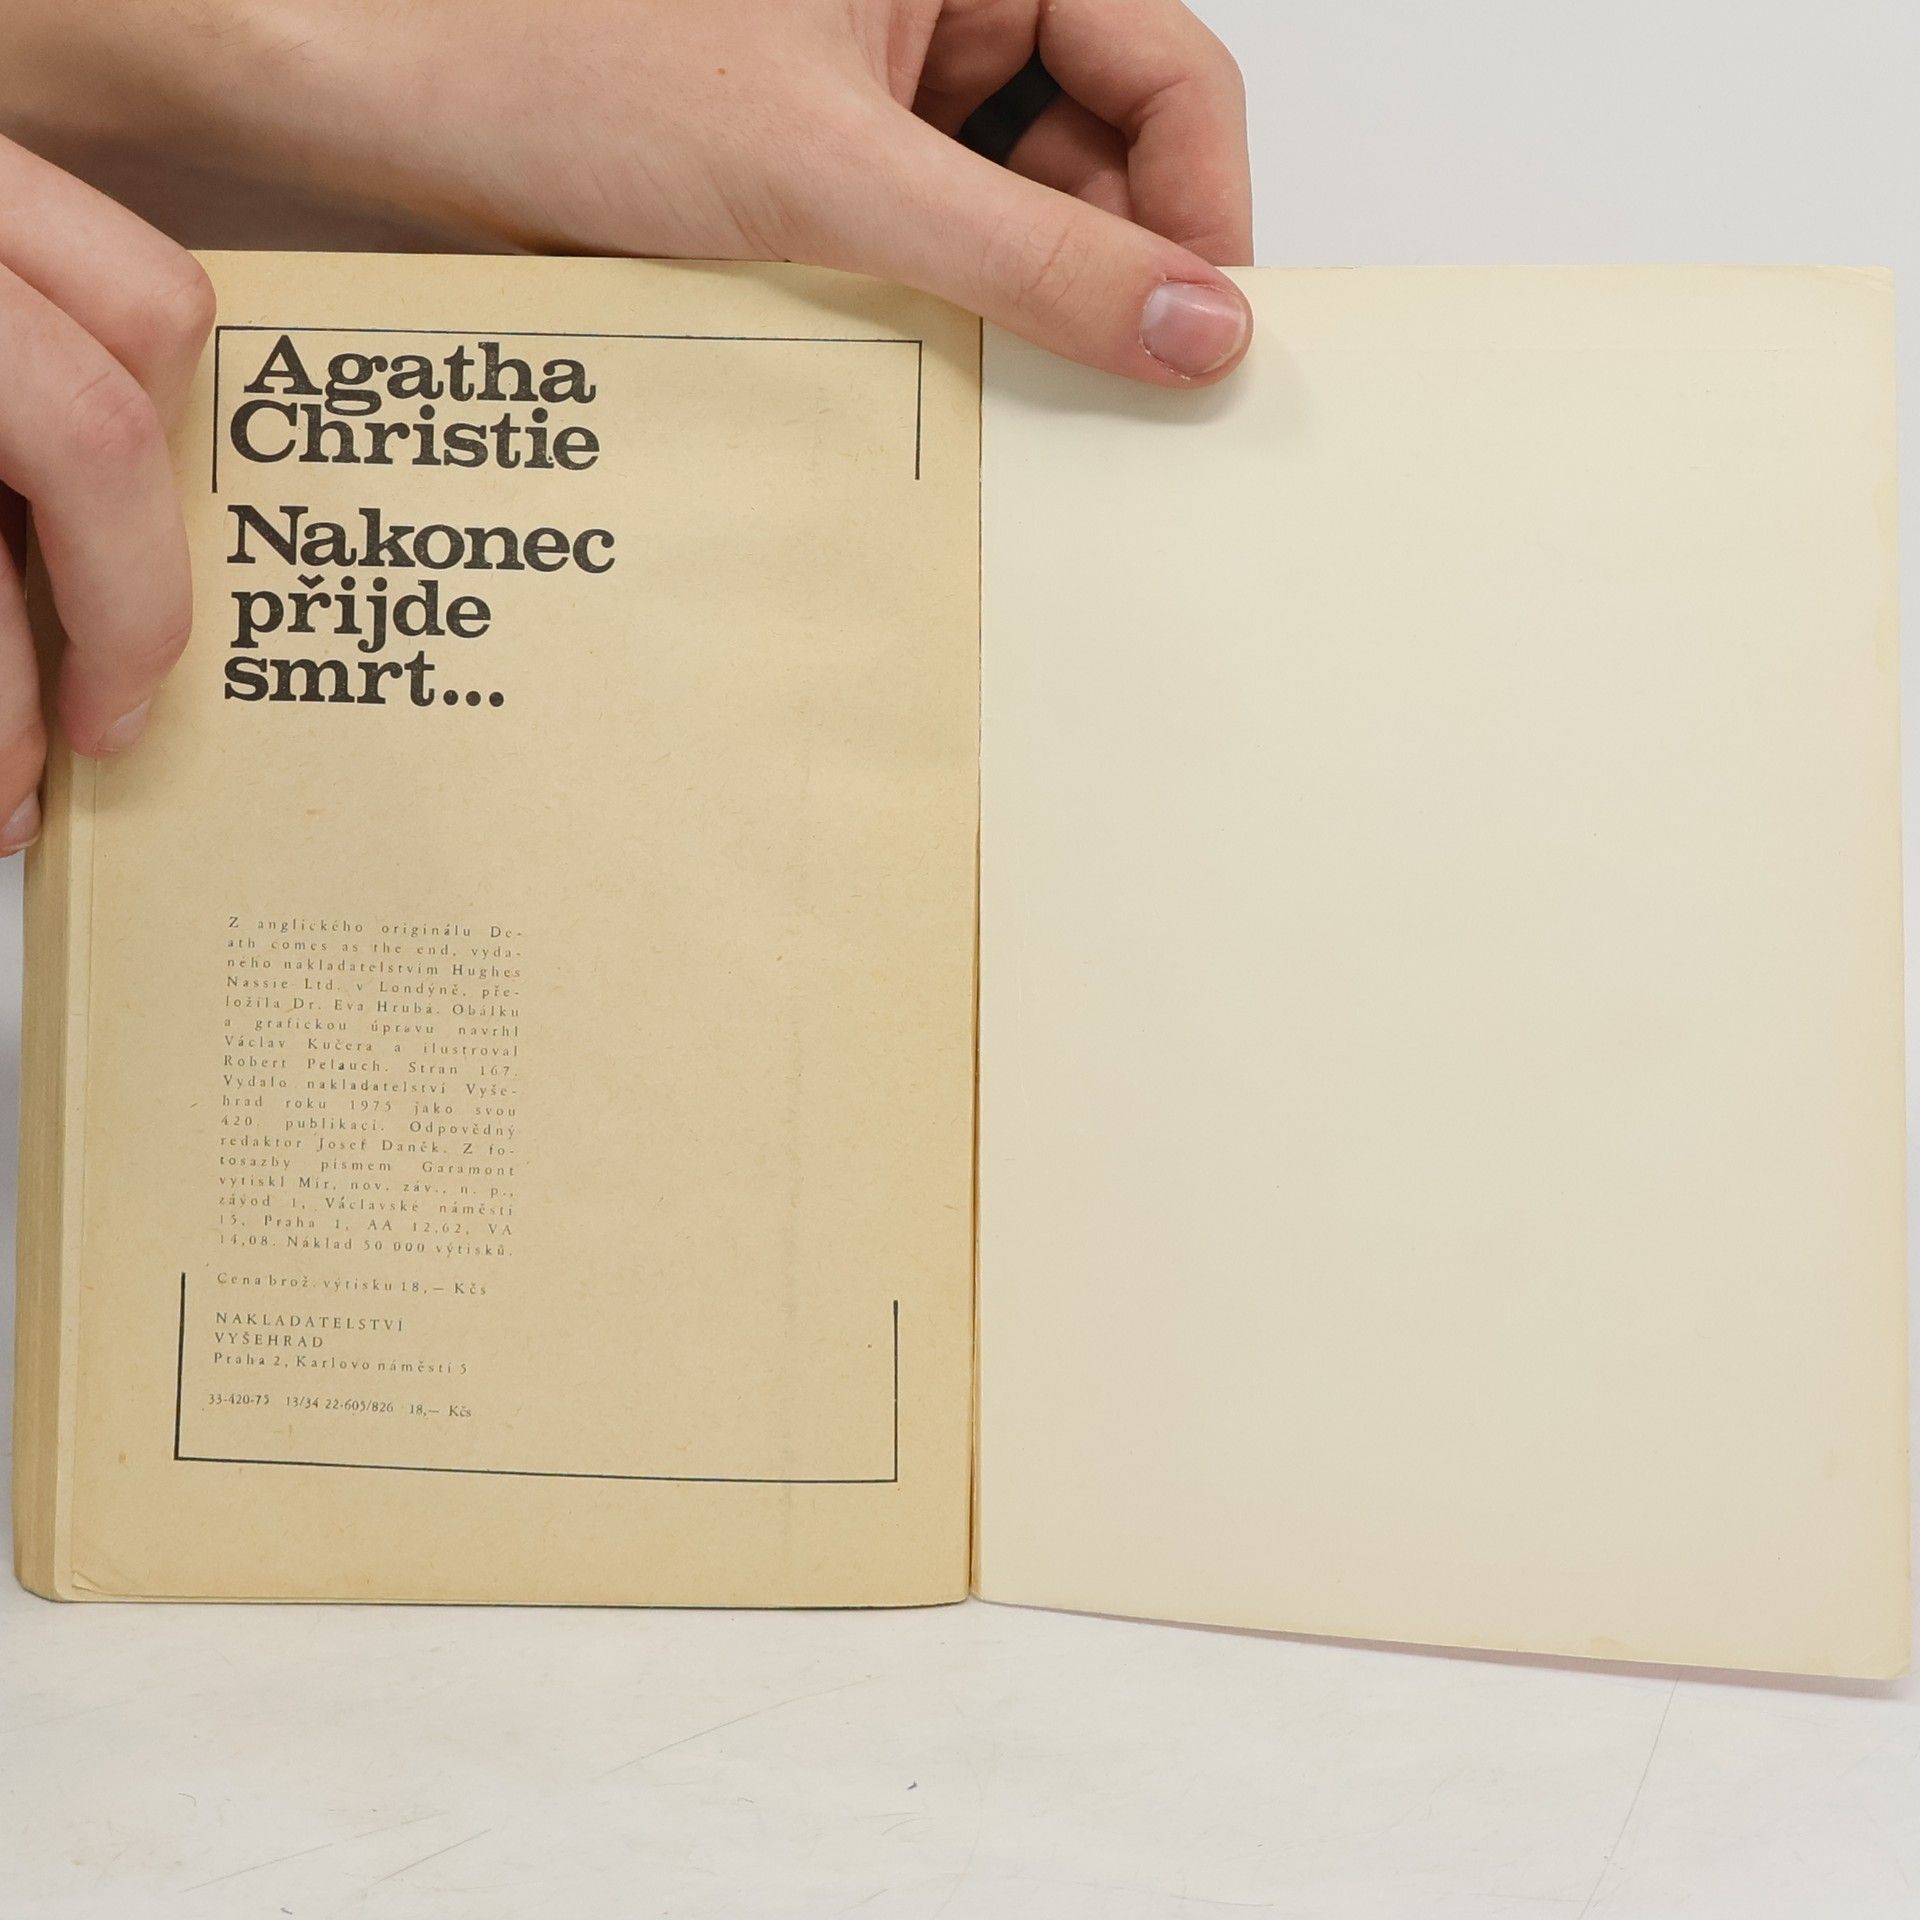 Agatha
Christie
Nakonec
přijde
smrt...
Z anglického originálu De-
ath comes as the end, vyda-
ného nakladatelstvím Hughes
Nassie Ltd. v Londýně, pře-
ložila Dr. Eva Hrubá. Obálku
a grafickou úpravu navrhl
Václav Kučera a ilustroval
Robert Pelauch. Stran 167.
Vydalo nakladatelství Vyše-
hrad roku 1975 jako svou
420. publikaci. Odpovědný
redaktor Josef Daněk. Z fo-
tosazby písmem Garamont
vytiskl Mír, nov. záv., n. p.,
závod 1, Václavské náměstí
15, Praha 1, AA 12,62, VA
14,08. Náklad 50 000 výtisků.
Cena brož. výtisku 18,— Kčs
NAKLADATELSTVÍ
VYŠEHRAD
Praha 2, Karlovo náměstí 5
33-420-75 13/34 22-605/826 18,— Kčs